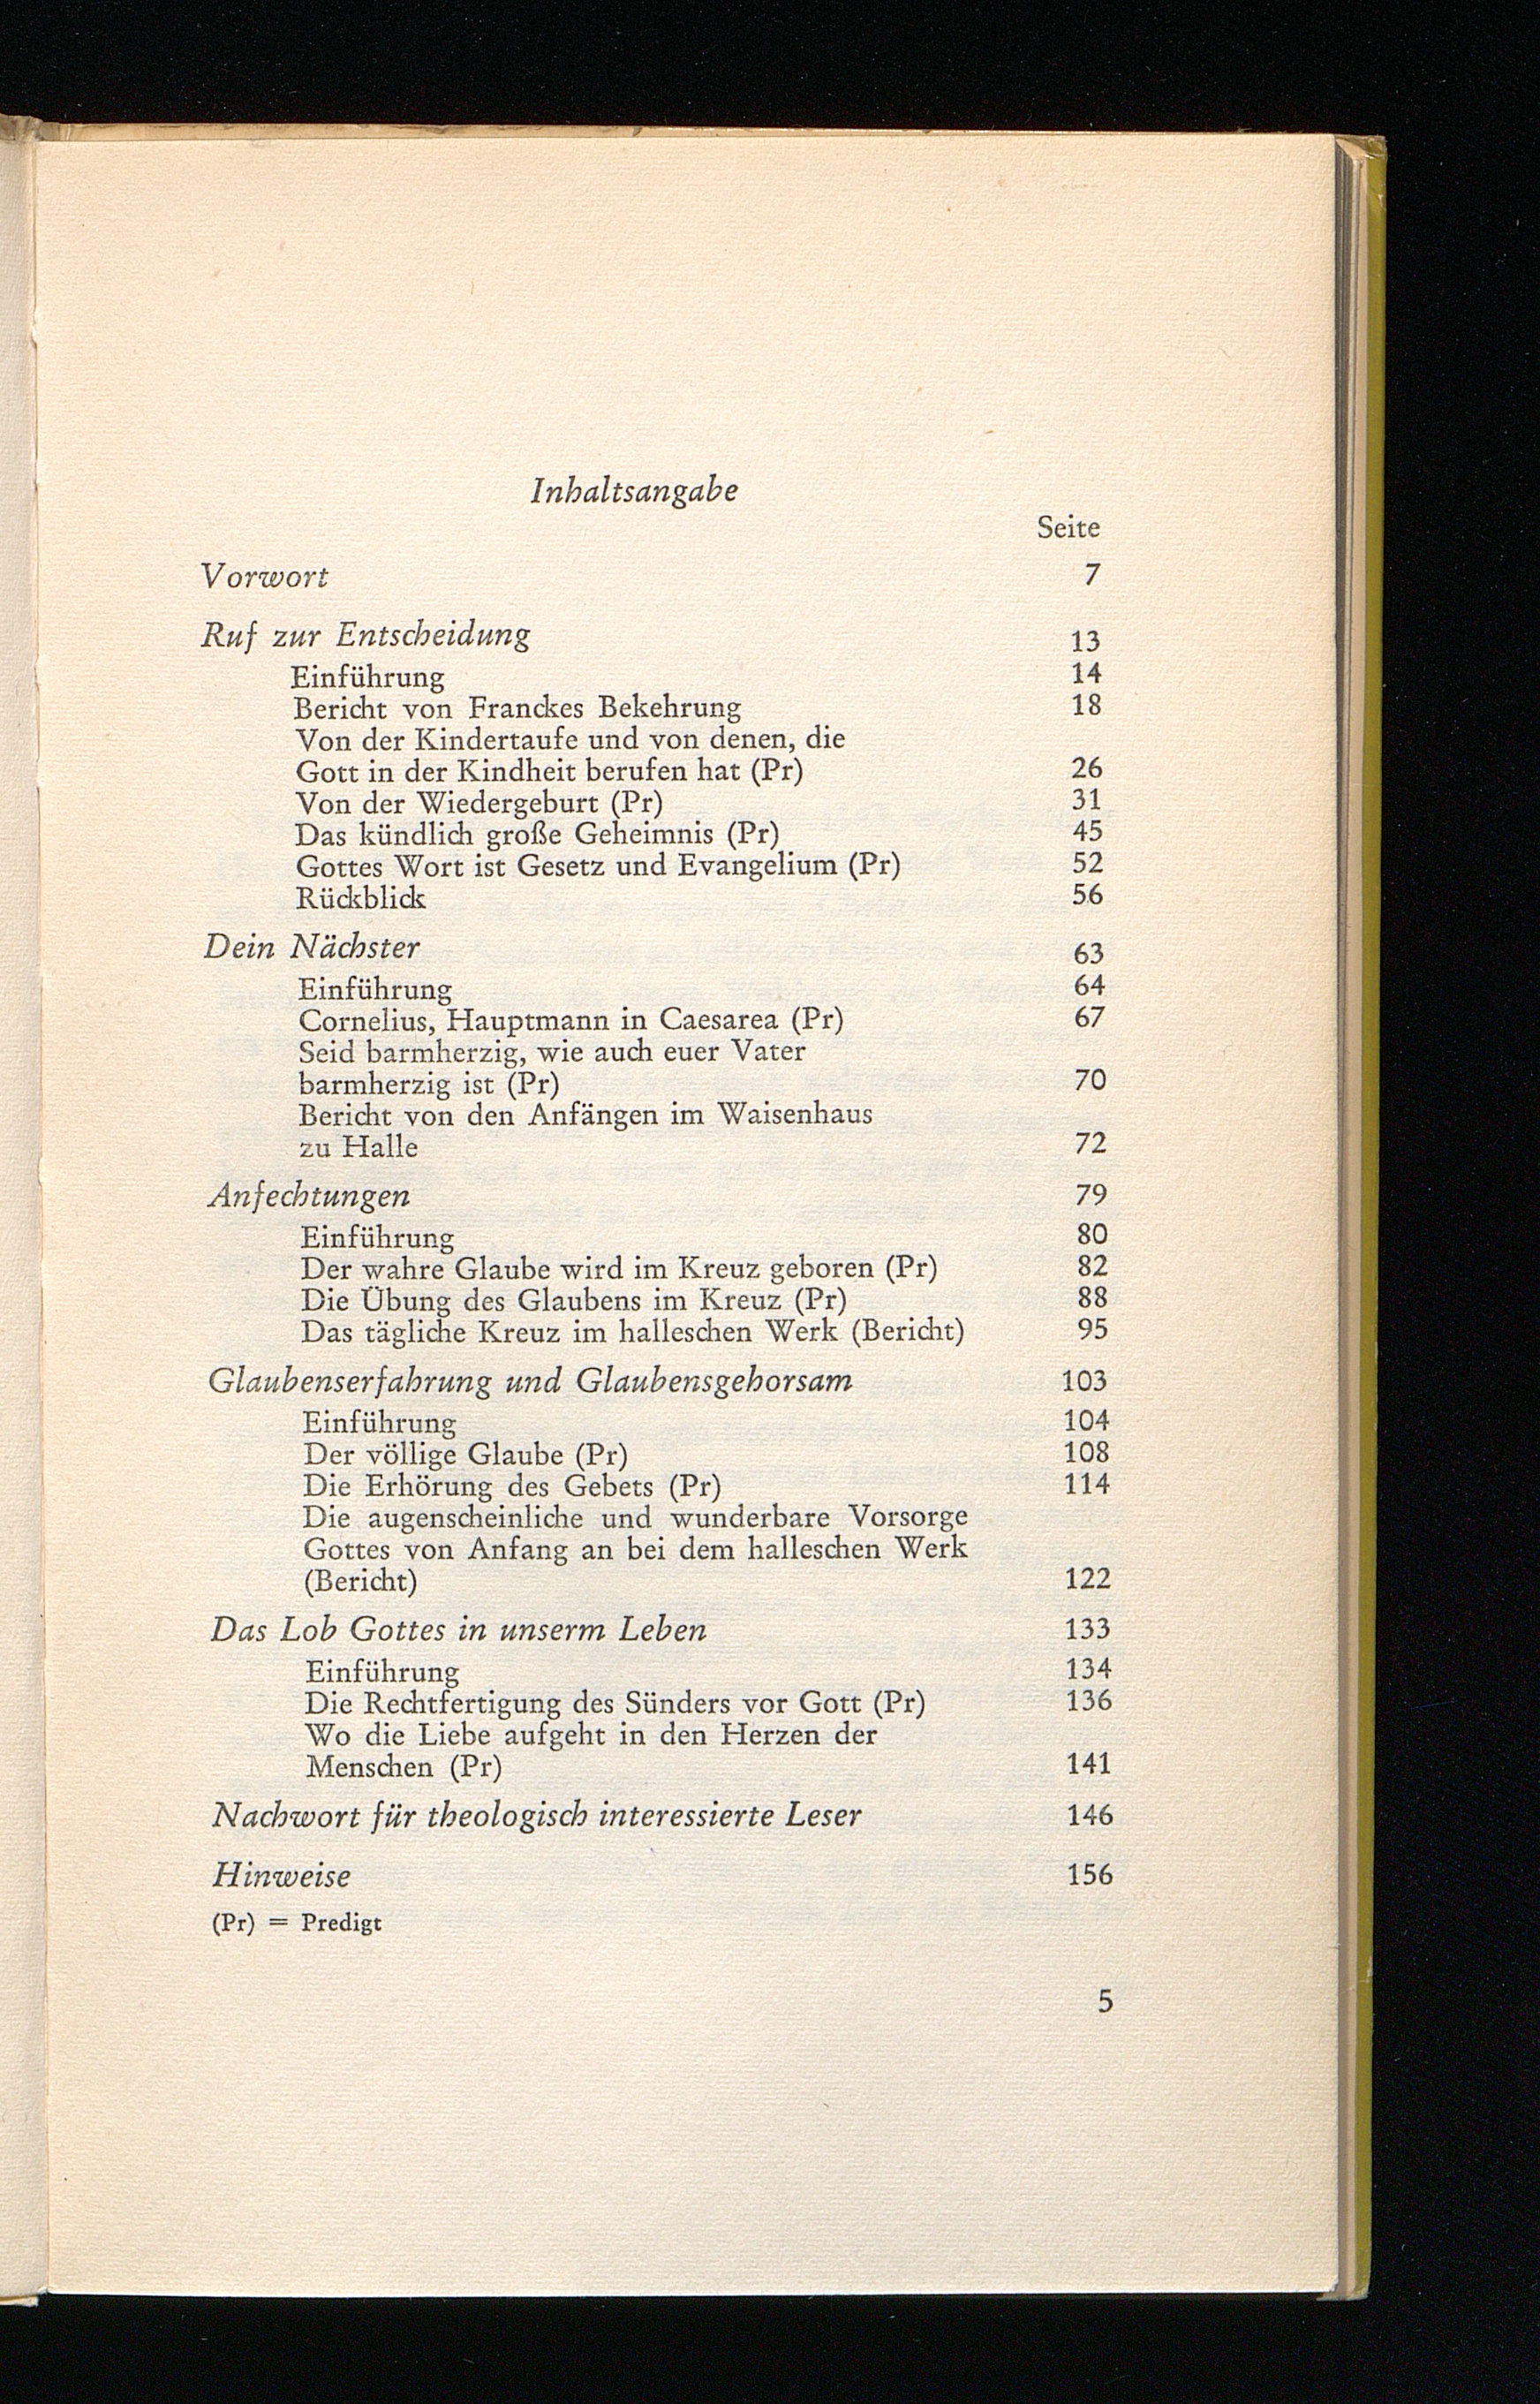 Inhaltsangabe
Seite
Vorwort 7
Ruf zur Entscheidung 13
Einführung 14
Bericht von Franckes Bekehrung 18
Von der Kindertaufe und von denen, die
Gott in der Kindheit berufen hat (Pr) 26
Von der Wiedergeburt (Pr) 31
Das kündlich große Geheimnis (Pr) 45
Gottes Wort ist Gesetz und Evangelium (Pr) 52
Rückblick 56
Dein Nächster 63
Einführung 64
Cornelius, Hauptmann in Caesarea (Pr) 67
Seid barmherzig, wie auch euer Vater
barmherzig ist (Pr) 70
Bericht von den Anfängen im Waisenhaus
zu Halle 72
Anfechtungen 79
Einführung 80
Der wahre Glaube wird im Kreuz geboren (Pr) 82
Die Übung des Glaubens im Kreuz (Pr) 88
Das tägliche Kreuz im halleschen Werk (Bericht) 95
Glaubenserfahrung und Glaubensgehorsam 103
Einführung 104
Der völlige Glaube (Pr) 108
Die Erhörung des Gebets (Pr) 114
Die augenscheinliche und wunderbare Vorsorge
Gottes von Anfang an bei dem halleschen Werk
(Bericht) 122
Das Lob Gottes in unserm Leben 133
Einführung 134
Die Rechtfertigung des Sünders vor Gott (Pr) 136
Wo die Liebe aufgeht in den Herzen der
Menschen (Pr) 141
Nachwort für theologisch interessierte Leser 146
Hinweise 156
(Pr) = Predigt
5